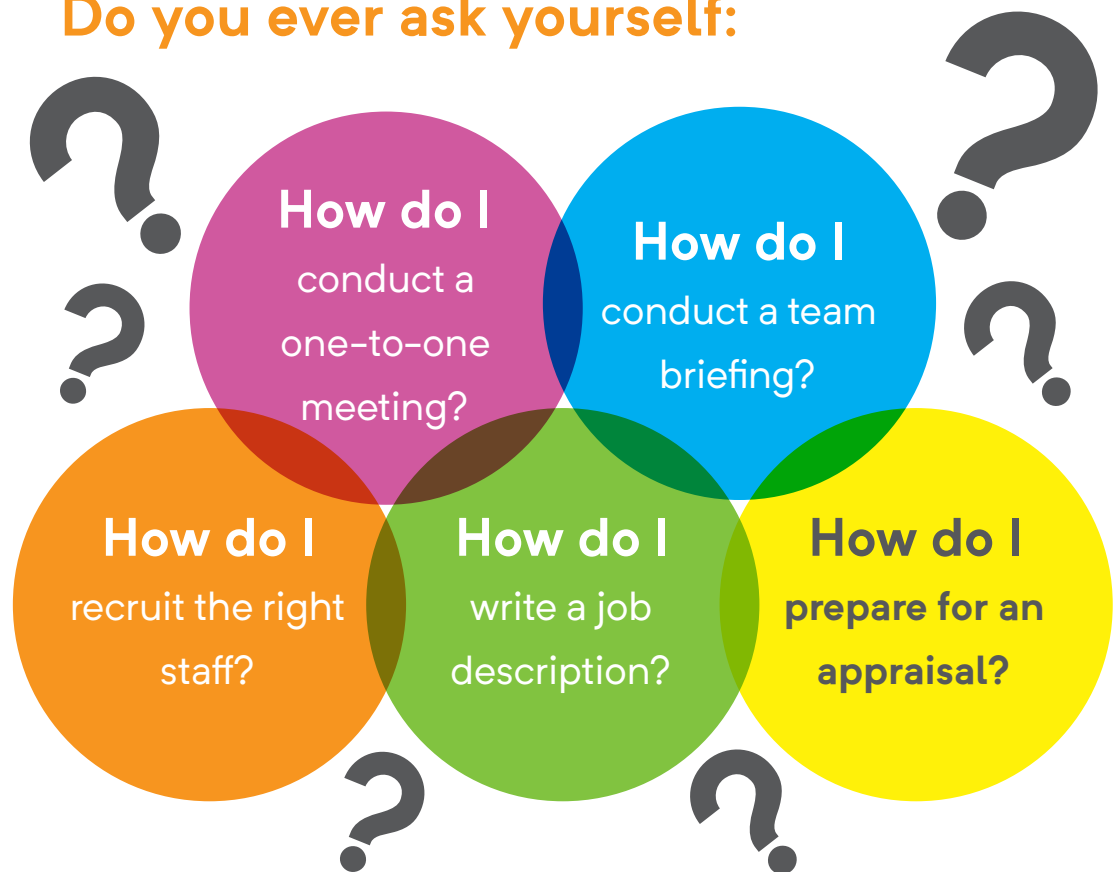 Do you ever ask yourself:
How do I
conduct a
one-to-one
meeting?
How do I
conduct a team
briefing?
How do I
recruit the right
staff?
How do I
write a job
description?
How do I
prepare for an
appraisal?